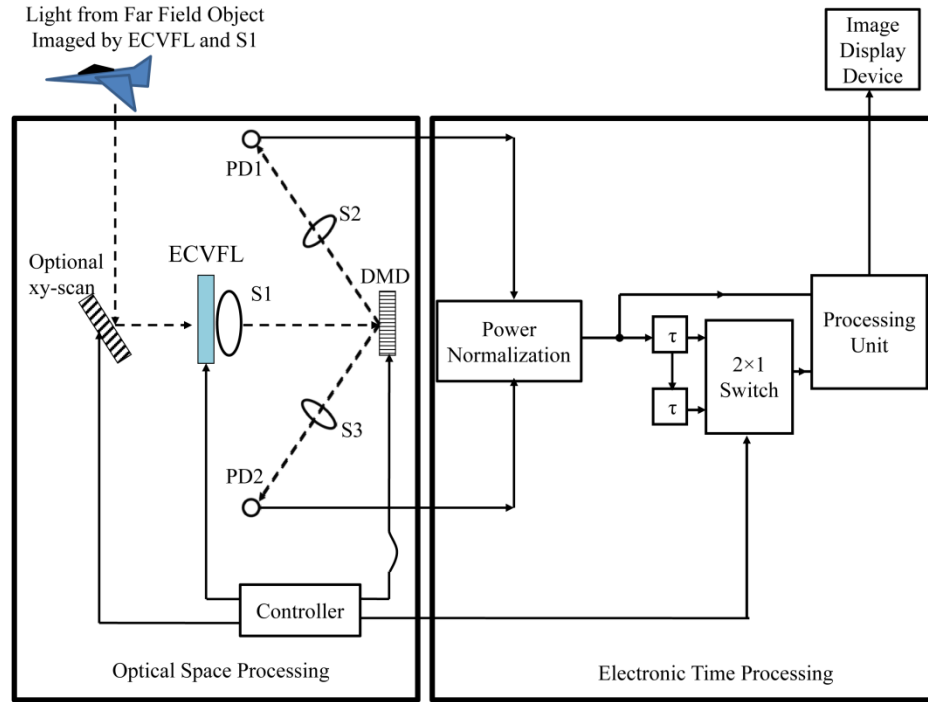 Light from Far Field Object
Imaged by ECVFL and S1
Image
Display
Device
PD1
S2
Optional
xy-scan
ECVFL
S1
DMD
S3
PD2
Controller
Optical Space Processing
Power
Normalization
τ
τ
2×1
Switch
Processing
Unit
Electronic Time Processing